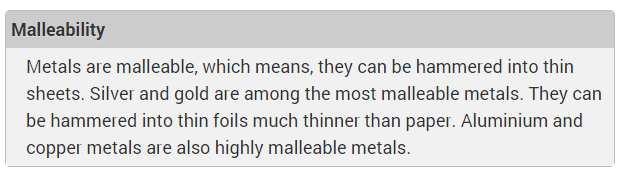 Malleability
Metals are malleable, which means, they can be hammered into thin
sheets. Silver and gold are among the most malleable metals. They can
be hammered into thin foils much thinner than paper. Aluminium and
copper metals are also highly malleable metals.